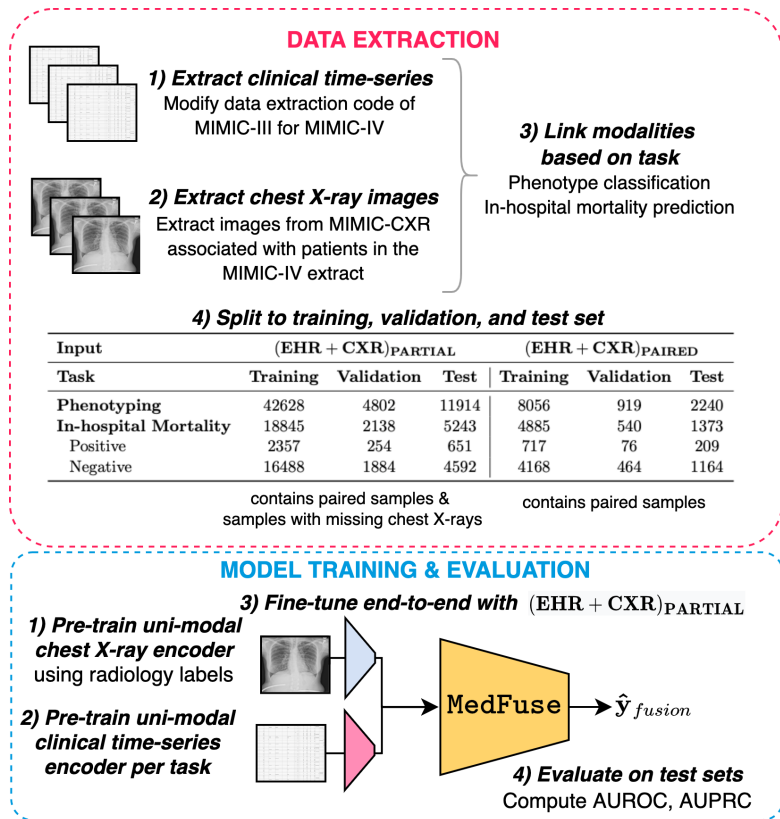 DATA EXTRACTION
1) Extract clinical time-series
Modify data extraction code of
MIMIC-III for MIMIC-IV
2) Extract chest X-ray images
Extract images from MIMIC-CXR
associated with patients in the
MIMIC-IV extract
3) Link modalities
based on task
Phenotype classification
In-hospital mortality prediction
4) Split to training, validation, and test set
Input (EHR + CXR)PARTIAL (EHR + CXR)PAIRED
Task Training Validation Test Training Validation Test
Phenotyping 42628 4802 11914 8056 919 2240
In-hospital Mortality 18845 2138 5243 4885 540 1373
Positive 2357 254 651 717 76 209
Negative 16488 1884 4592 4168 464 1164
contains paired samples &
samples with missing chest X-rays
contains paired samples
MODEL TRAINING & EVALUATION
3) Fine-tune end-to-end with (EHR + CXR)PARTIAL
1) Pre-train uni-modal
chest X-ray encoder
using radiology labels
2) Pre-train uni-modal
clinical time-series
encoder per task
MedFuse
ŷ fusion
4) Evaluate on test sets
Compute AUROC, AUPRC